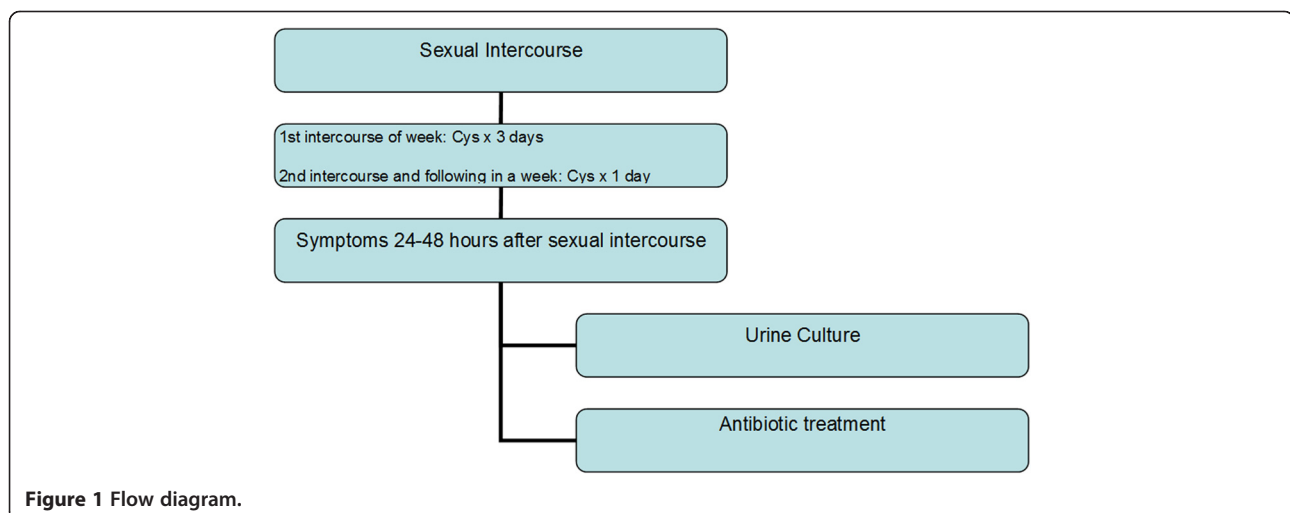 Sexual Intercourse
1st intercourse of week: Cys x 3 days
2nd intercourse and following in a week: Cys x 1 day
Symptoms 24-48 hours after sexual intercourse
Urine Culture
Antibiotic treatment
Figure 1 Flow diagram.